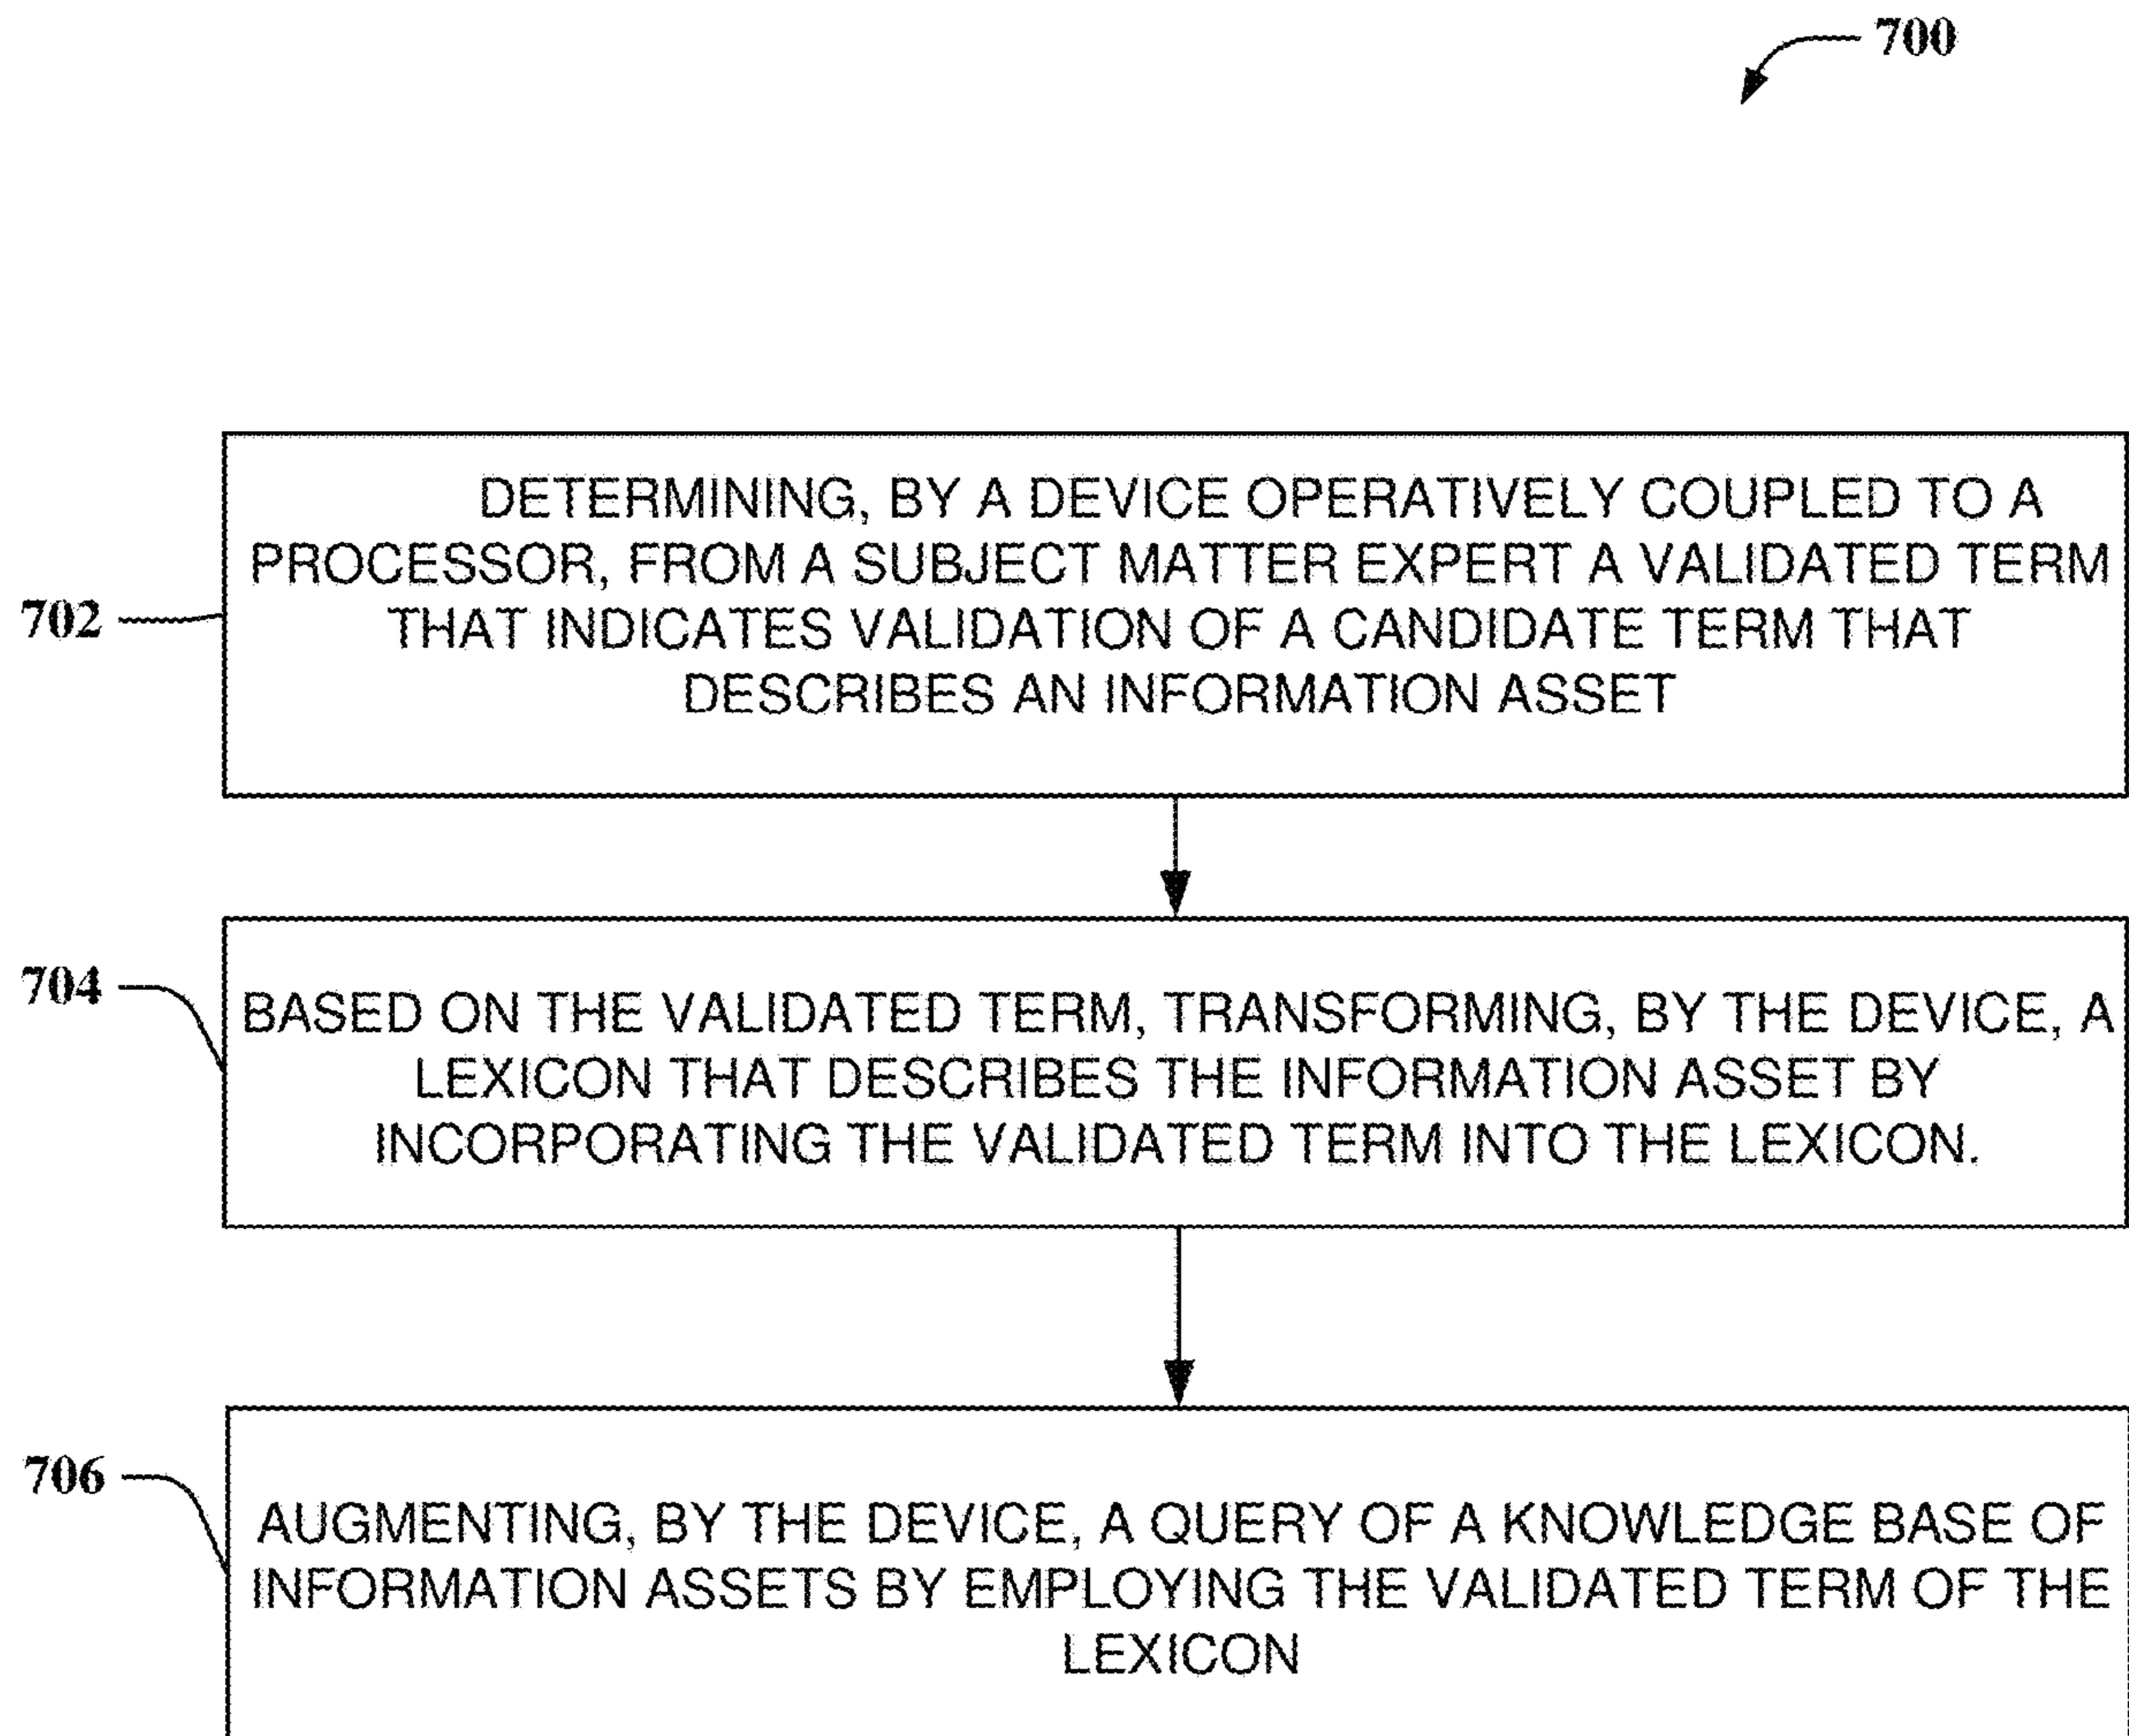 700
DETERMINING, BY A DEVICE OPERATIVELY COUPLED TO A
PROCESSOR, FROM A SUBJECT MATTER EXPERT A VALIDATED TERM
THAT INDICATES VALIDATION OF A CANDIDATE TERM THAT
DESCRIBES AN INFORMATION ASSET
702
BASED ON THE VALIDATED TERM, TRANSFORMING, BY THE DEVICE, A
LEXICON THAT DESCRIBES THE INFORMATION ASSET BY
INCORPORATING THE VALIDATED TERM INTO THE LEXICON.
704
AUGMENTING, BY THE DEVICE, A QUERY OF A KNOWLEDGE BASE OF
INFORMATION ASSETS BY EMPLOYING THE VALIDATED TERM OF THE
LEXICON
706